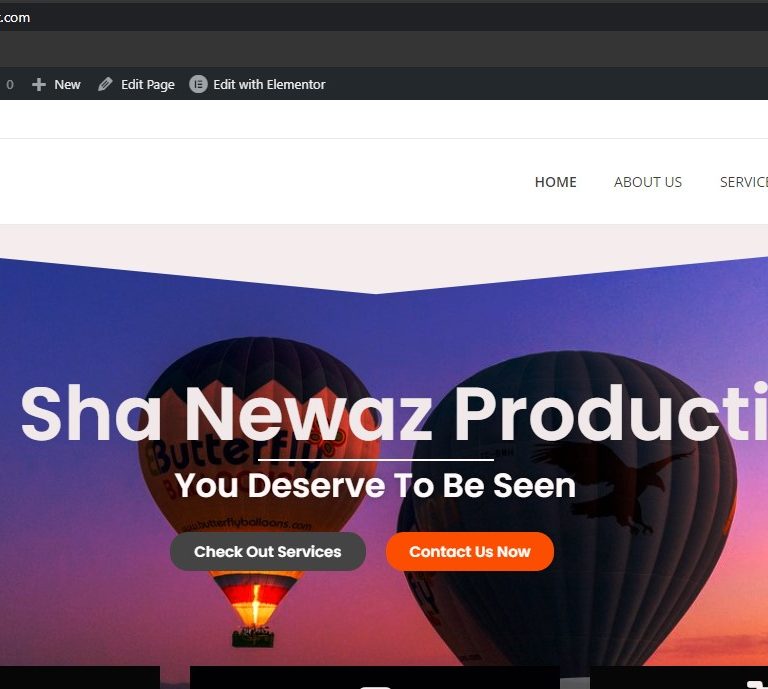 .com
0 New Edit Page Edit with Elementor
HOME ABOUT US SERVICE
Sha Newaz Producti
Butterfly
www.butterflyballoons.com
You Deserve To Be Seen
Check Out Services Contact Us Now